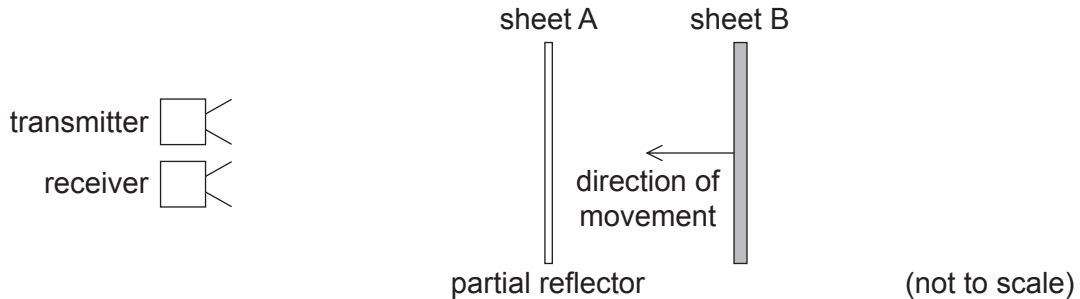 sheet A
sheet B
transmitter
receiver
direction of
movement
partial reflector
(not to scale)